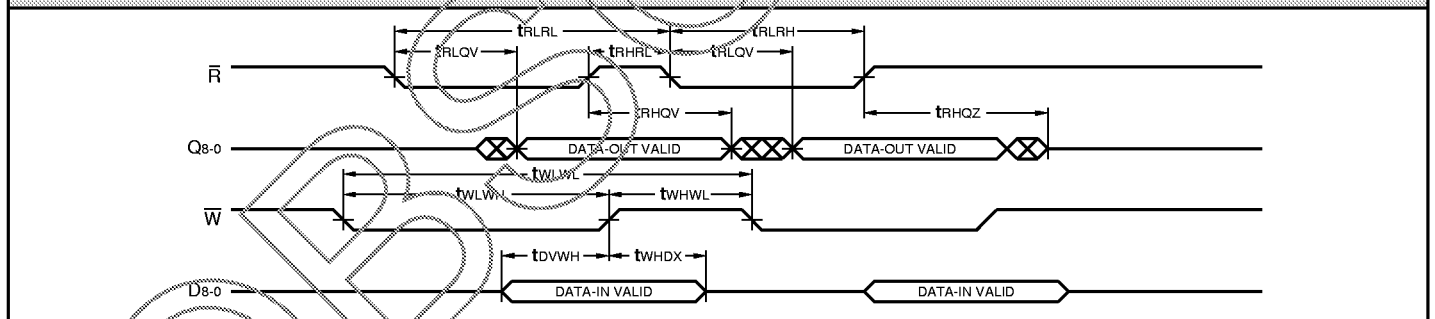 tRLRL tRLRH
tRLQV tRHRL tRLQV
R
tRHQV tRHQZ
Q8-0 DATA-OUT VALID DATA-OUT VALID
tWLWL
tWLWH tWHWL
W
tDVWH tWHDX
D8-0 DATA-IN VALID DATA-IN VALID